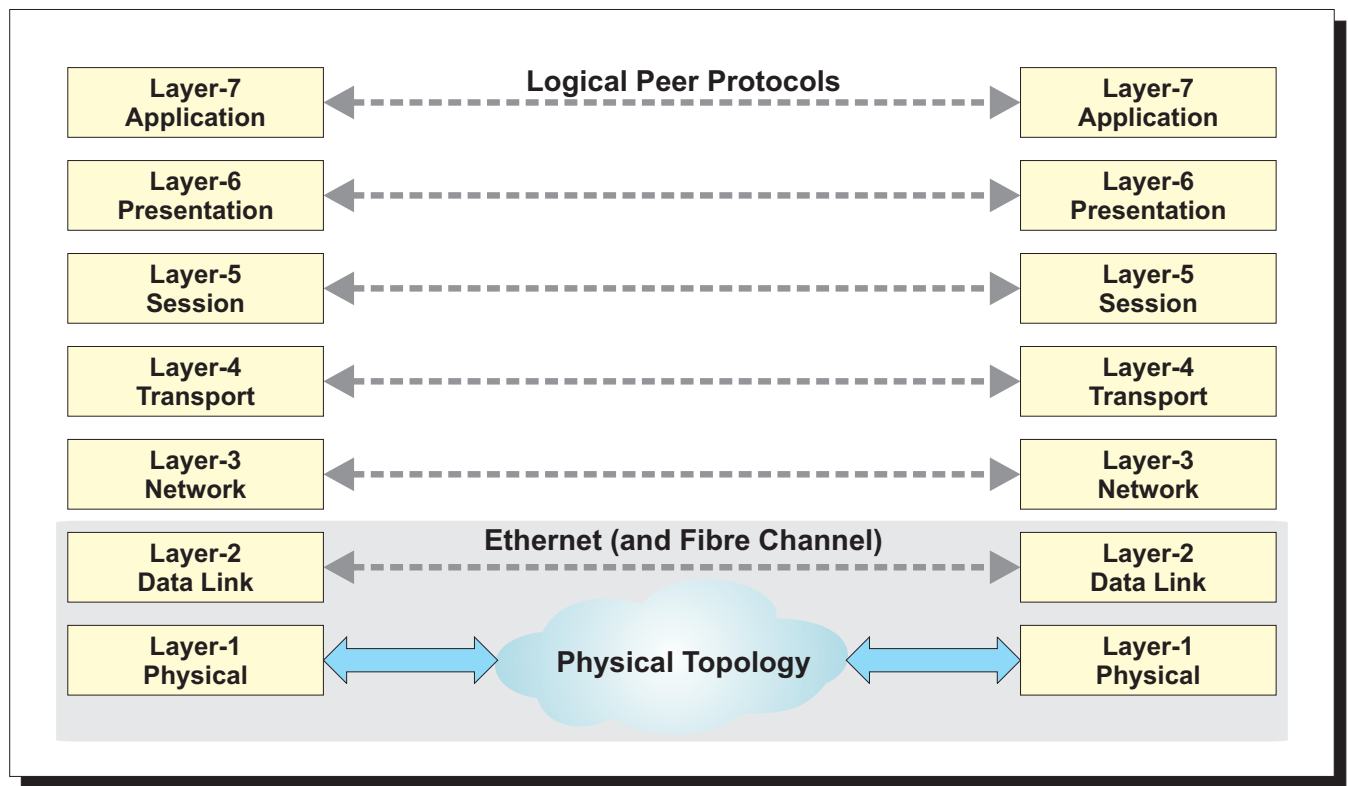 Layer-7
Application
Logical Peer Protocols
Layer-7
Application
Layer-6
Presentation
Layer-6
Presentation
Layer-5
Session
Layer-5
Session
Layer-4
Transport
Layer-4
Transport
Layer-3
Network
Layer-3
Network
Layer-2
Data Link
Ethernet (and Fibre Channel)
Layer-2
Data Link
Layer-1
Physical
Physical Topology
Layer-1
Physical